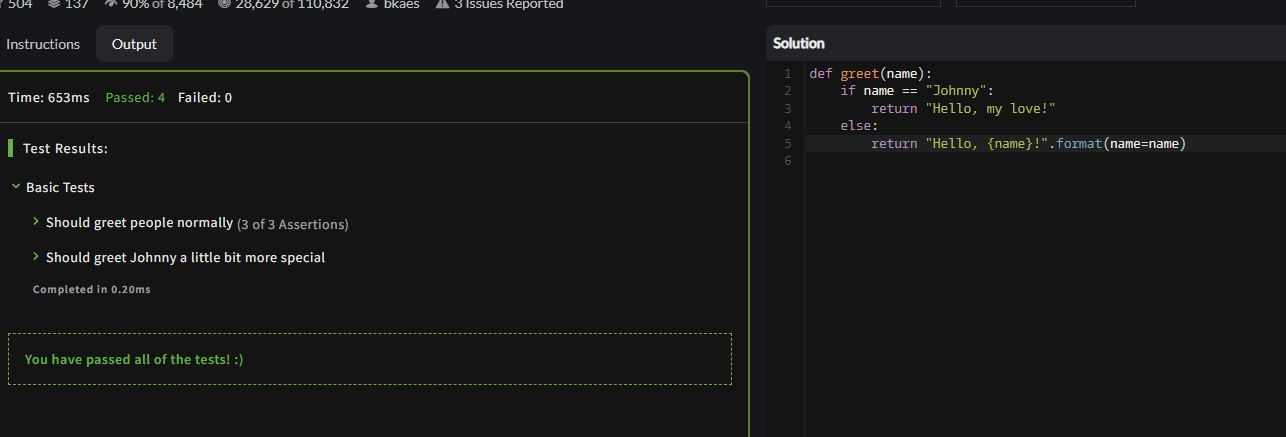 504 137 90% of 8,484 28,629 of 110,832 bkaes 3 Issues Reported
Instructions Output
Time: 653ms Passed: 4 Failed: 0
Test Results:
Basic Tests
Should greet people normally (3 of 3 Assertions)
Should greet Johnny a little bit more special
Completed in 0.20ms
You have passed all of the tests! :)
Solution
1 def greet(name):
2     if name == "Johnny":
3         return "Hello, my love!"
4     else:
5         return "Hello, {name}!".format(name=name)
6